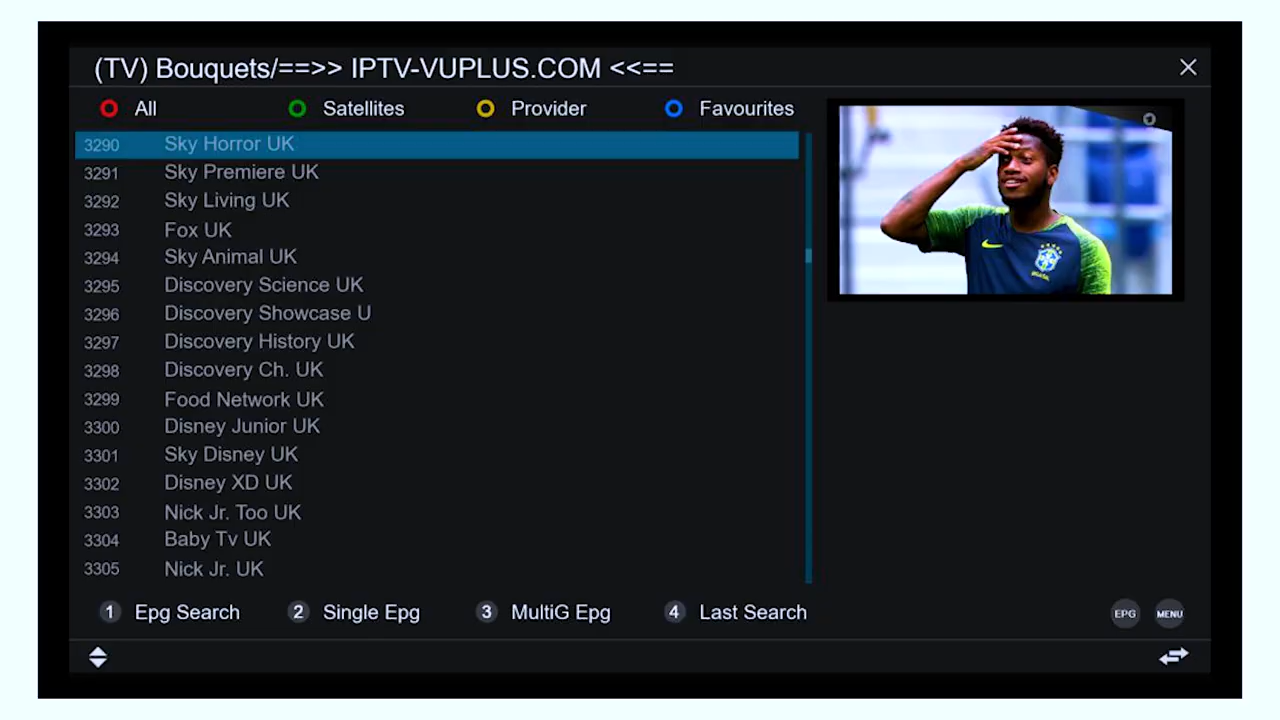 (TV) Bouquets/==>> IPTV-VUPLUS.COM <<==
All Satellites Provider Favourites
3290 Sky Horror UK
3291 Sky Premiere UK
3292 Sky Living UK
3293 Fox UK
3294 Sky Animal UK
3295 Discovery Science UK
3296 Discovery Showcase U
3297 Discovery History UK
3298 Discovery Ch. UK
3299 Food Network UK
3300 Disney Junior UK
3301 Sky Disney UK
3302 Disney XD UK
3303 Nick Jr. Too UK
3304 Baby Tv UK
3305 Nick Jr. UK
BRASIL
1 Epg Search 2 Single Epg 3 MultiG Epg 4 Last Search EPG MENU